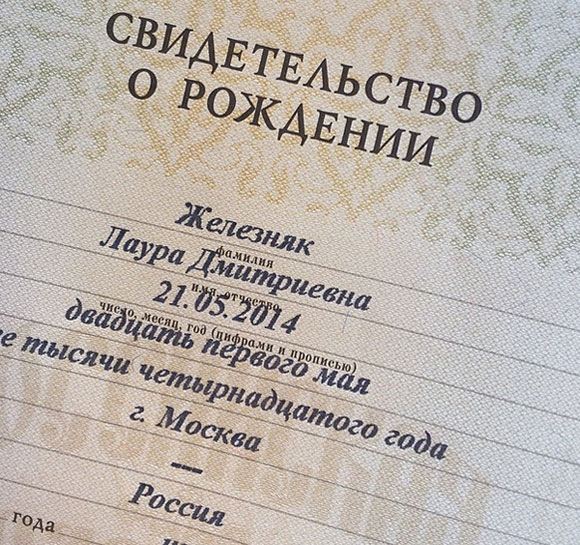 СВИДЕТЕЛЬСТВО
О РОЖДЕНИИ
Железняк
фамилия
Лаура Дмитриевна
имя, отчество
21.05.2014
число, месяц, год (цифрами и прописью)
двадцать первого мая
тысячи четырнадцатого года
г. Москва
—
Россия
года